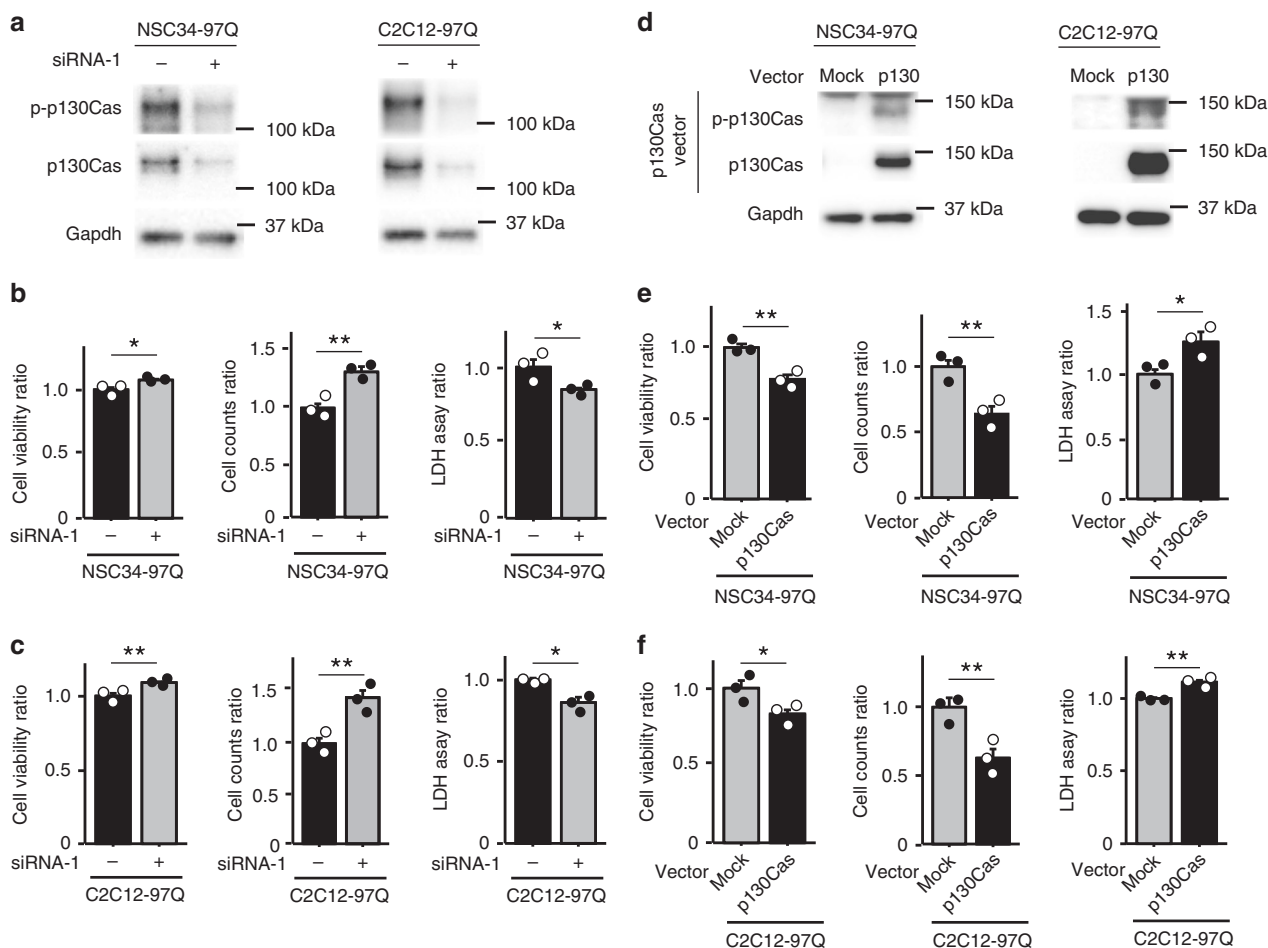 a
NSC34-97Q
C2C12-97Q
siRNA-1
– +
– +
p-p130Cas
100 kDa
100 kDa
p130Cas
100 kDa
100 kDa
Gapdh
37 kDa
37 kDa
d
NSC34-97Q
C2C12-97Q
Vector
Mock p130
Mock p130
p130Cas vector
p-p130Cas
150 kDa
150 kDa
p130Cas
150 kDa
150 kDa
Gapdh
37 kDa
37 kDa
b
Cell viability ratio
1.0
0.5
0
*
siRNA-1 – +
NSC34-97Q
Cell counts ratio
1.5
1.0
0.5
0
**
siRNA-1 – +
NSC34-97Q
LDH assay ratio
1.0
0.5
0
*
siRNA-1 – +
NSC34-97Q
e
Cell viability ratio
1.0
0.5
0
**
Vector Mock p130Cas
NSC34-97Q
Cell counts ratio
1.0
0.5
0
**
Mock p130Cas
NSC34-97Q
LDH assay ratio
1.5
1.0
0.5
0
*
Vector Mock p130Cas
NSC34-97Q
c
Cell viability ratio
1.0
0.5
0
**
siRNA-1 – +
C2C12-97Q
Cell counts ratio
1.5
1.0
0.5
0
**
siRNA-1 – +
C2C12-97Q
LDH assay ratio
1.0
0.5
0
*
siRNA-1 – +
C2C12-97Q
f
Cell viability ratio
1.0
0.5
0
*
Vector Mock p130Cas
C2C12-97Q
Cell counts ratio
1.0
0.5
0
**
Vector Mock p130Cas
C2C12-97Q
LDH assay ratio
1.0
0.5
0
**
Vector Mock p130Cas
C2C12-97Q